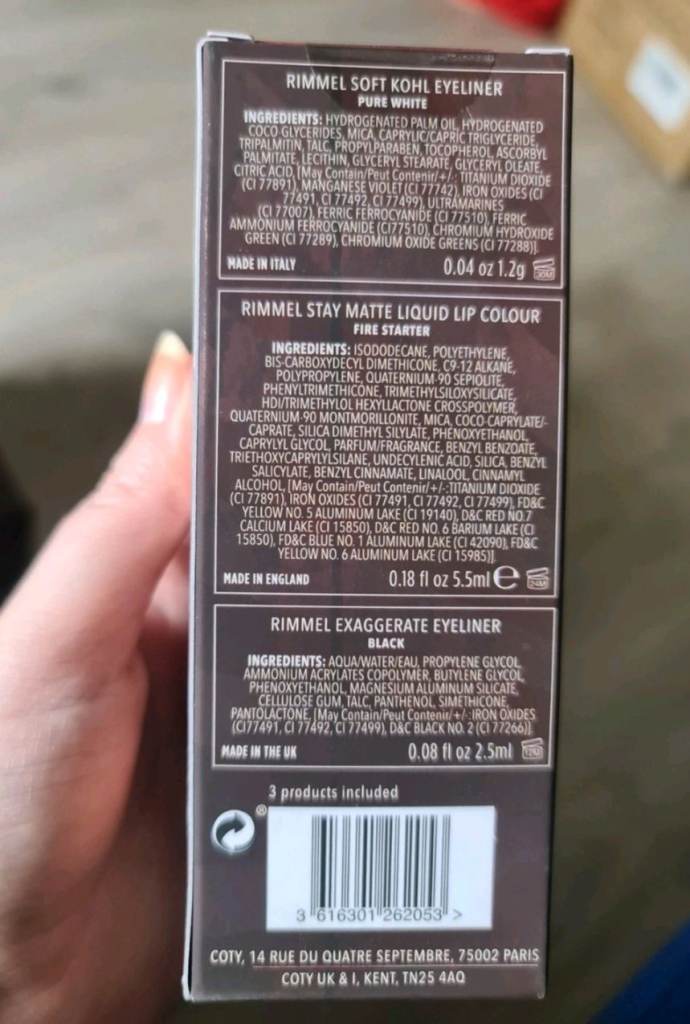 RIMMEL SOFT KOHL EYELINER
PURE WHITE
INGREDIENTS: HYDROGENATED PALM OIL, HYDROGENATED
COCO GLYCERIDES, MICA, CAPRYLIC/CAPRIC TRIGLYCERIDE,
TRIPALMITIN, TALC, PROPYLPARABEN, TOCOPHEROL, ASCORBYL
PALMITATE, LECITHIN, GLYCERYL STEARATE, GLYCERYL OLEATE,
CITRIC ACID, [May Contain/Peut Contenir/+/-: TITANIUM DIOXIDE
(CI 77891), MANGANESE VIOLET (CI 77742), IRON OXIDES (CI
77491, CI 77492, CI 77499), ULTRAMARINES
(CI 77007), FERRIC FERROCYANIDE (CI 77510), FERRIC
AMMONIUM FERROCYANIDE (CI77510), CHROMIUM HYDROXIDE
GREEN (CI 77289), CHROMIUM OXIDE GREENS (CI 77288)].
MADE IN ITALY 0.04 oz 1.2g 30M
RIMMEL STAY MATTE LIQUID LIP COLOUR
FIRE STARTER
INGREDIENTS: ISODODECANE, POLYETHYLENE,
BIS-CARBOXYDECYL DIMETHICONE, C9-12 ALKANE,
POLYPROPYLENE, QUATERNIUM-90 SEPIOLITE,
PHENYLTRIMETHICONE, TRIMETHYLSILOXYSILICATE,
HDI/TRIMETHYLOL HEXYLLACTONE CROSSPOLYMER,
QUATERNIUM-90 MONTMORILLONITE, MICA, COCO-CAPRYLATE/-
CAPRATE, SILICA DIMETHYL SILYLATE, PHENOXYETHANOL,
CAPRYLYL GLYCOL, PARFUM/FRAGRANCE, BENZYL BENZOATE,
TRIETHOXYCAPRYLYLSILANE, UNDECYLENIC ACID, SILICA, BENZYL
SALICYLATE, BENZYL CINNAMATE, LINALOOL, CINNAMYL
ALCOHOL, [May Contain/Peut Contenir/+/-:TITANIUM DIOXIDE
(CI 77891), IRON OXIDES (CI 77491, CI 77492, CI 77499), FD&C
YELLOW NO. 5 ALUMINUM LAKE (CI 19140), D&C RED NO.7
CALCIUM LAKE (CI 15850), D&C RED NO. 6 BARIUM LAKE (CI
15850), FD&C BLUE NO. 1 ALUMINUM LAKE (CI 42090), FD&C
YELLOW NO. 6 ALUMINUM LAKE (CI 15985)].
MADE IN ENGLAND 0.18 fl oz 5.5ml e 24M
RIMMEL EXAGGERATE EYELINER
BLACK
INGREDIENTS: AQUA/WATER/EAU, PROPYLENE GLYCOL,
AMMONIUM ACRYLATES COPOLYMER, BUTYLENE GLYCOL,
PHENOXYETHANOL, MAGNESIUM ALUMINUM SILICATE,
CELLULOSE GUM, TALC, PANTHENOL, SIMETHICONE,
PANTOLACTONE, [May Contain/Peut Contenir/+/-:IRON OXIDES
(CI77491, CI 77492, CI 77499), D&C BLACK NO. 2 (CI 77266)]
MADE IN THE UK 0.08 fl oz 2.5ml 12M
3 products included
®
3 616301 262053 >
COTY, 14 RUE DU QUATRE SEPTEMBRE, 75002 PARIS
COTY UK & I, KENT, TN25 4AQ